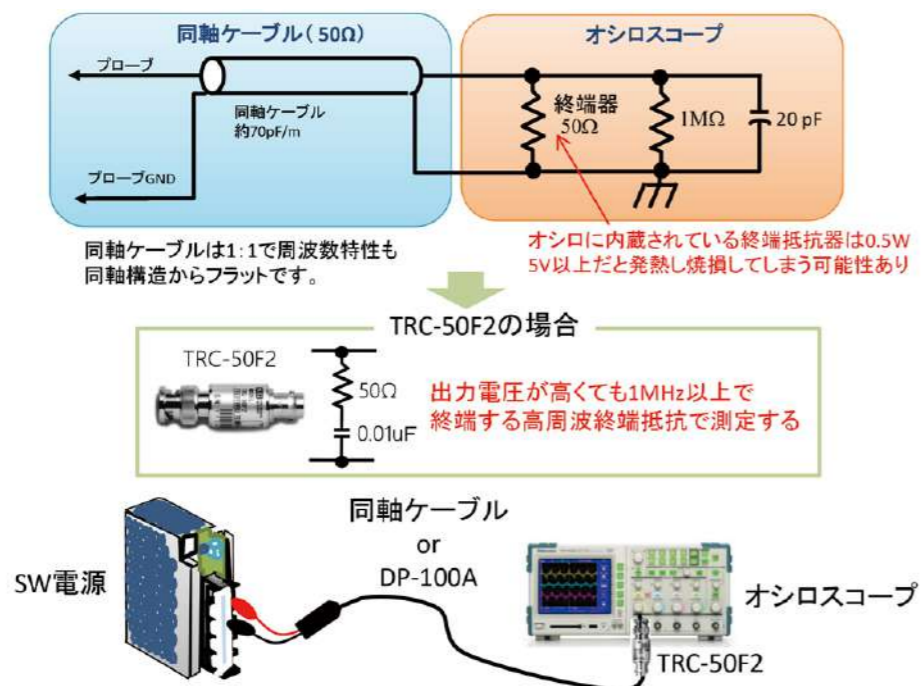 同軸ケーブル(50Ω)
オシロスコープ
プローブ
同軸ケーブル
約70pF/m
プローブGND
終端器
50Ω
1MΩ
20 pF
同軸ケーブルは1:1で周波数特性も
同軸構造からフラットです。
オシロに内蔵されている終端抵抗器は0.5W
5V以上だと発熱し焼損してしまう可能性あり
TRC-50F2の場合
TRC-50F2
50Ω
0.01uF
出力電圧が高くても1MHz以上で
終端する高周波終端抵抗で測定する
同軸ケーブル
or
DP-100A
SW電源
オシロスコープ
TRC-50F2